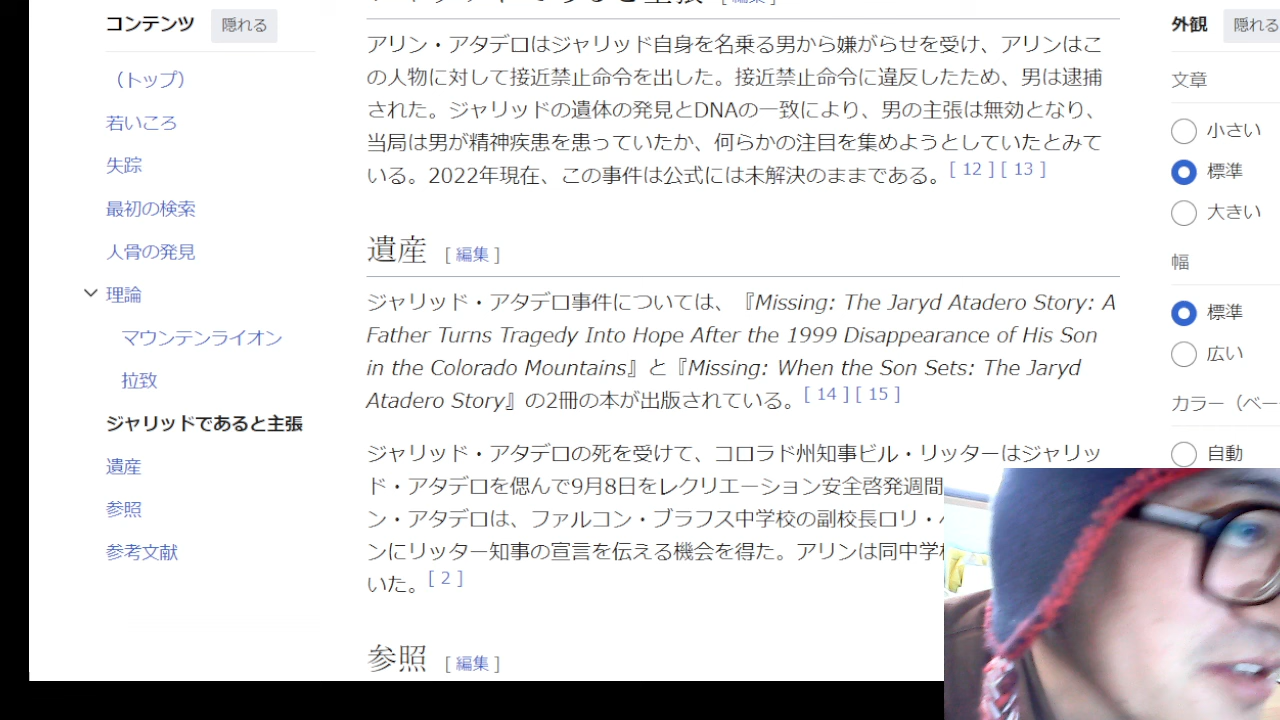 コンテンツ 隠れる
（トップ）
若いころ
失踪
最初の検索
人骨の発見
理論
マウンテンライオン
拉致
ジャリッドであると主張
遺産
参照
参考文献
[ 編集 ]
アリン・アタデロはジャリッド自身を名乗る男から嫌がらせを受け、アリンはこ
の人物に対して接近禁止命令を出した。接近禁止命令に違反したため、男は逮捕
された。ジャリッドの遺体の発見とDNAの一致により、男の主張は無効となり、
当局は男が精神疾患を患っていたか、何らかの注目を集めようとしていたとみて
いる。2022年現在、この事件は公式には未解決のままである。[ 12 ] [ 13 ]
遺産 [ 編集 ]
ジャリッド・アタデロ事件については、『Missing: The Jaryd Atadero Story: A
Father Turns Tragedy Into Hope After the 1999 Disappearance of His Son
in the Colorado Mountains』と『Missing: When the Son Sets: The Jaryd
Atadero Story』の2冊の本が出版されている。[ 14 ] [ 15 ]
ジャリッド・アタデロの死を受けて、コロラド州知事ビル・リッターはジャリッ
ド・アタデロを偲んで9月8日をレクリエーション安全啓発週間
ン・アタデロは、ファルコン・ブラフス中学校の副校長ロリ・
ンにリッター知事の宣言を伝える機会を得た。アリンは同中学
いた。[ 2 ]
参照 [ 編集 ]
外観 隠れる
文章
小さい
標準
大きい
幅
標準
広い
カラー（ベー
自動